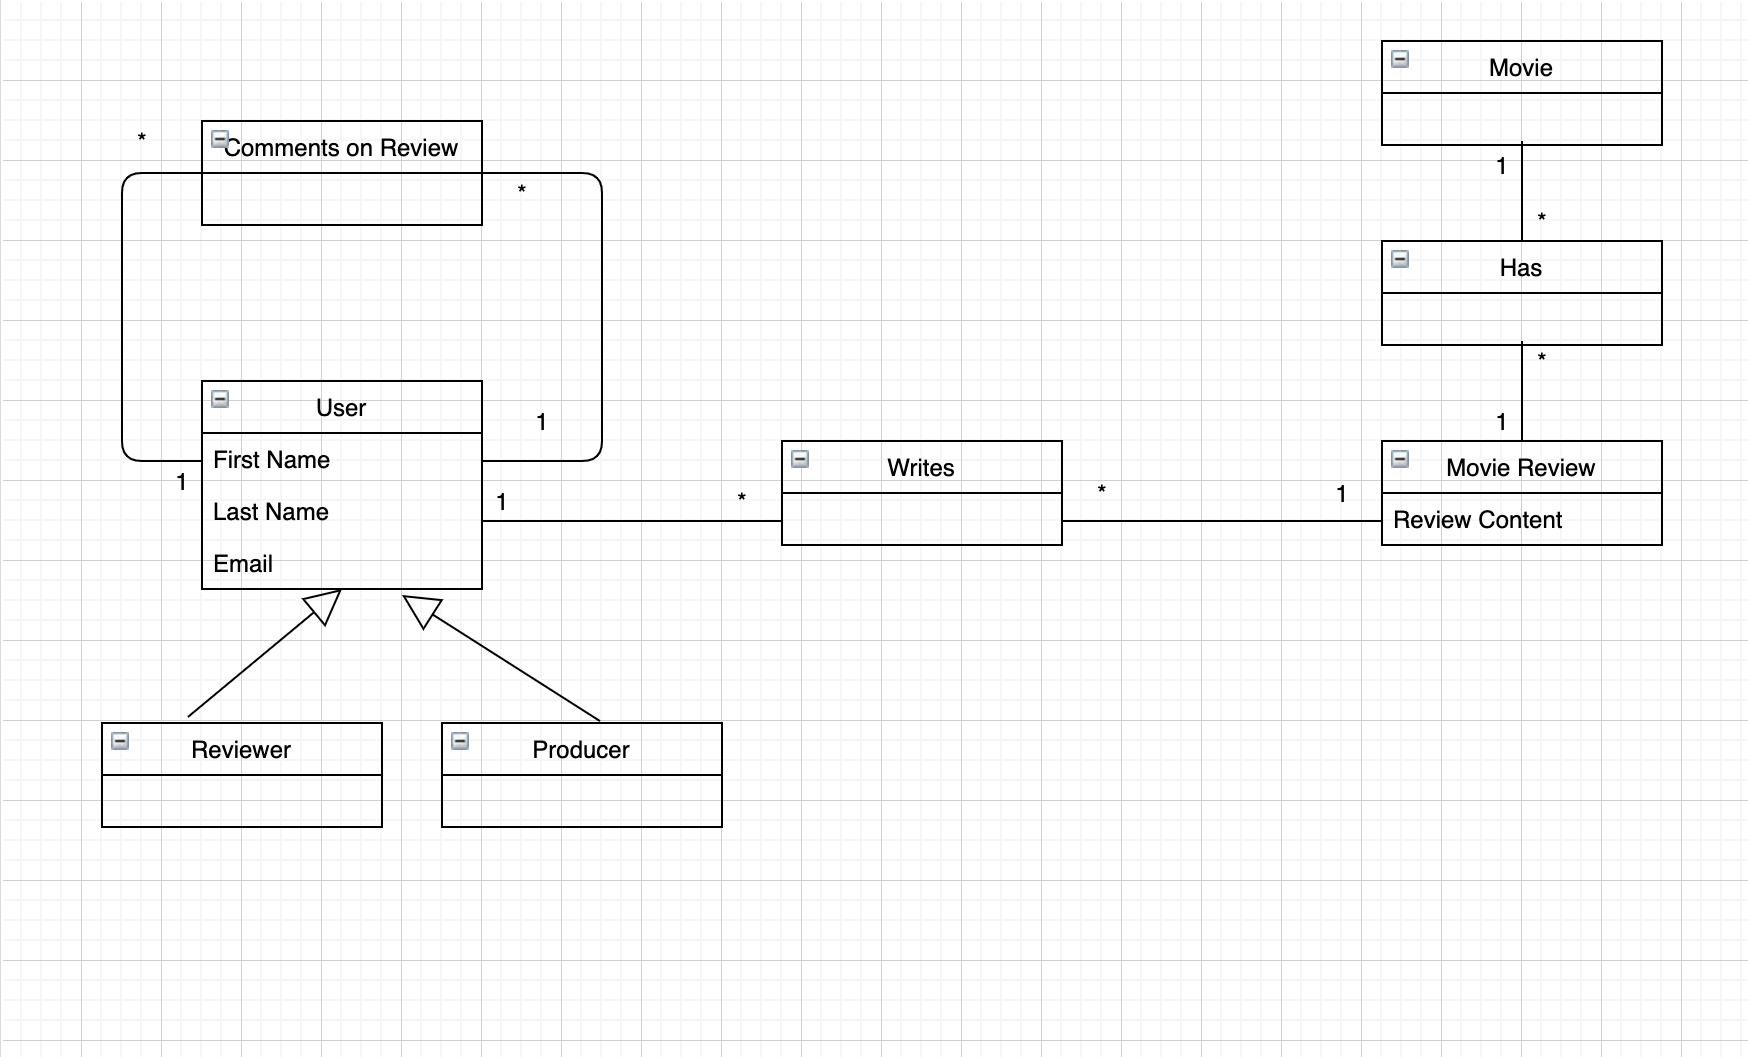 Movie
1
*
Has
*
1
Movie Review
Review Content
*
Comments on Review
*
User
First Name
Last Name
Email
1
1
1
*
Writes
*
1
Reviewer
Producer